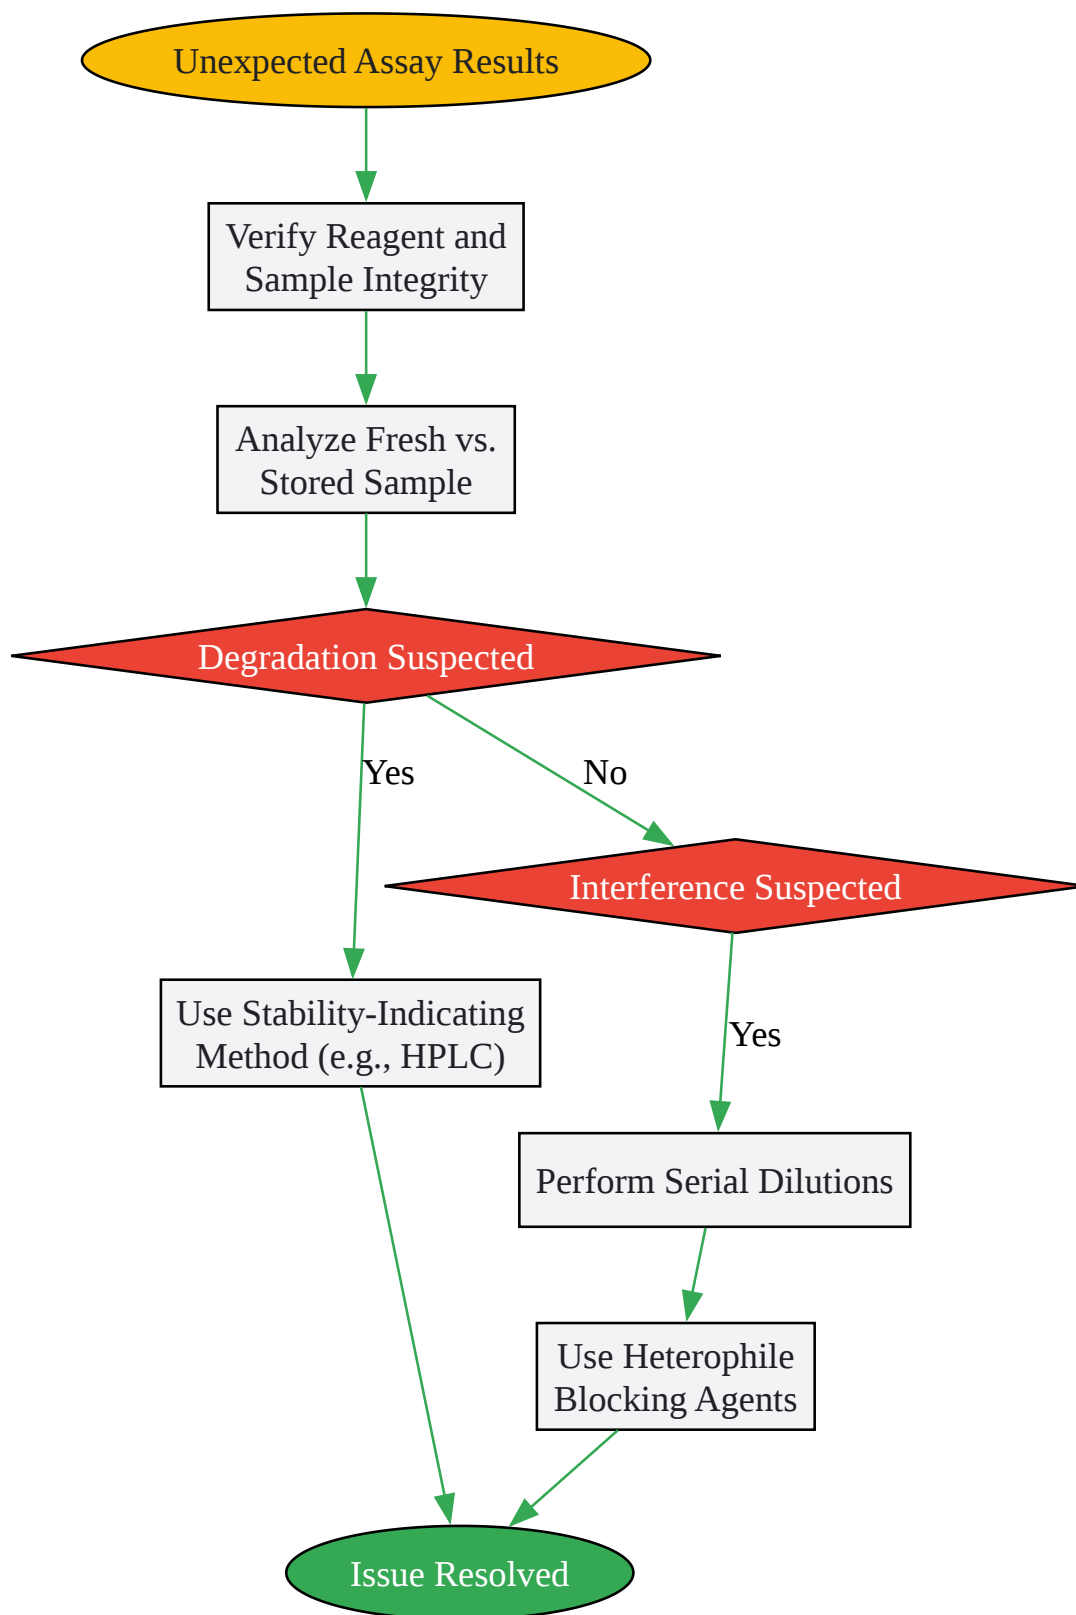 Unexpected Assay Results
Verify Reagent and
Sample Integrity
Analyze Fresh vs.
Stored Sample
Degradation Suspected
Yes
No
Interference Suspected
Use Stability-Indicating
Method (e.g., HPLC)
Yes
Perform Serial Dilutions
Use Heterophile
Blocking Agents
Issue Resolved